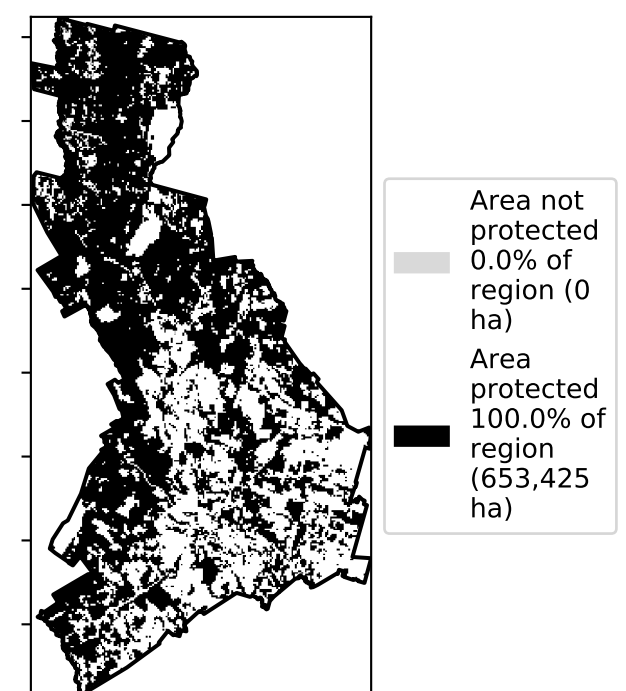 Area not
protected
0.0% of
region (0
ha)
Area
protected
100.0% of
region
(653,425
ha)